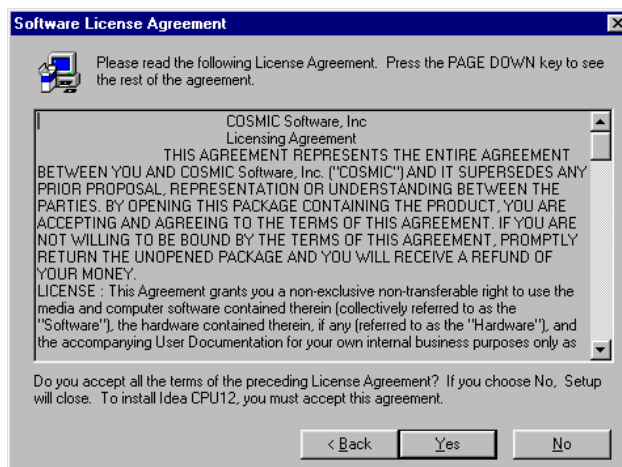 Software License Agreement
Please read the following License Agreement. Press the PAGE DOWN key to see
the rest of the agreement.
COSMIC Software, Inc
Licensing Agreement
THIS AGREEMENT REPRESENTS THE ENTIRE AGREEMENT
BETWEEN YOU AND COSMIC Software, Inc. ("COSMIC") AND IT SUPERSEDES ANY
PRIOR PROPOSAL, REPRESENTATION OR UNDERSTANDING BETWEEN THE
PARTIES. BY OPENING THIS PACKAGE CONTAINING THE PRODUCT, YOU ARE
ACCEPTING AND AGREEING TO THE TERMS OF THIS AGREEMENT. IF YOU ARE
NOT WILLING TO BE BOUND BY THE TERMS OF THIS AGREEMENT, PROMPTLY
RETURN THE UNOPENED PACKAGE AND YOU WILL RECEIVE A REFUND OF
YOUR MONEY.
LICENSE : This Agreement grants you a non-exclusive non-transferable right to use the
media and computer software contained therein (collectively referred to as the
"Software"), the hardware contained therein, if any (referred to as the "Hardware"), and
the accompanying User Documentation for your own internal business purposes only as
Do you accept all the terms of the preceding License Agreement? If you choose No, Setup
will close. To install Idea CPU12, you must accept this agreement.
< Back Yes No